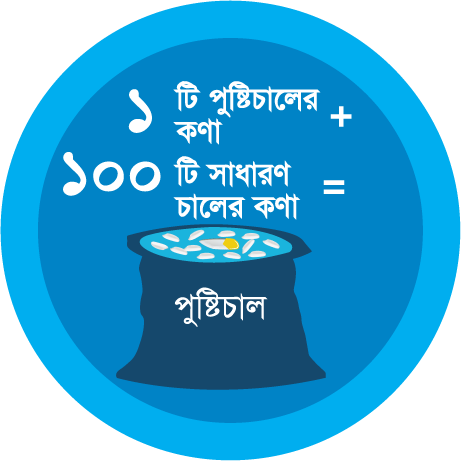 ১ টি পুষ্টিচালের +
কণা
১০০ টি সাধারণ =
চালের কণা
পুষ্টিচাল